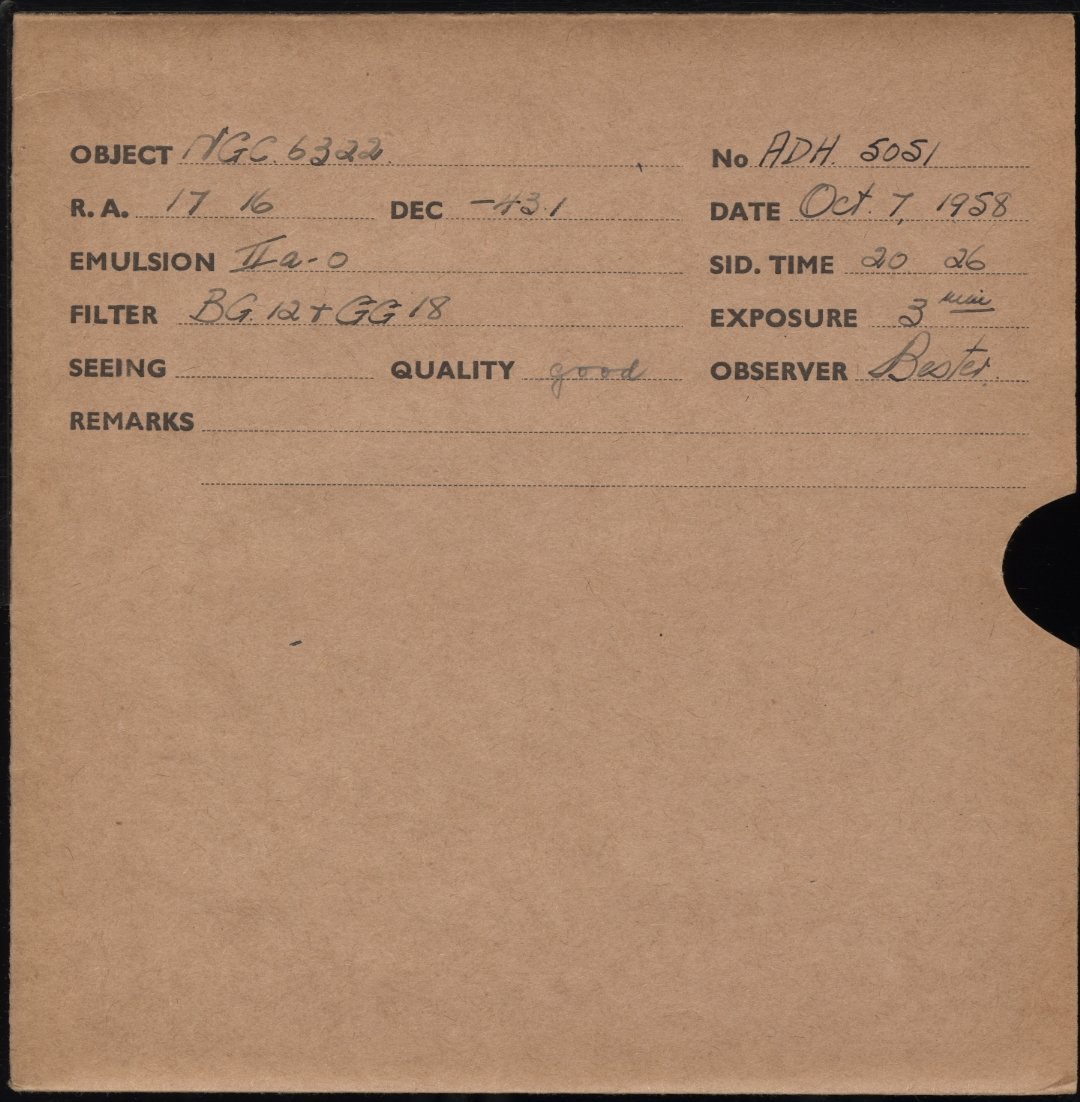 OBJECT NGC. 6322. No ADH. 5051
R. A. 17 16 DEC -43.1 DATE Oct. 7, 1958
EMULSION IIa-O SID. TIME 20 26
FILTER BG 12 + GG 18 EXPOSURE 3 min
SEEING QUALITY good OBSERVER Bester.
REMARKS